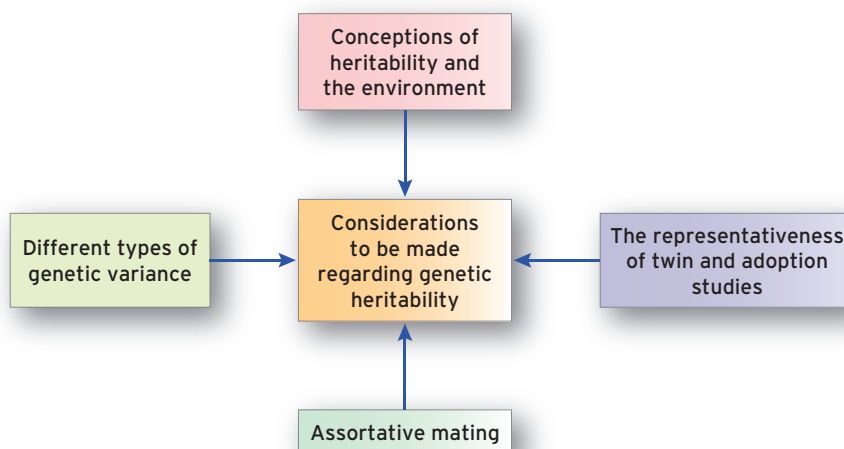 Conceptions of
heritability and
the environment
Different types of
genetic variance
Considerations
to be made
regarding genetic
heritability
The representativeness
of twin and adoption
studies
Assortative mating